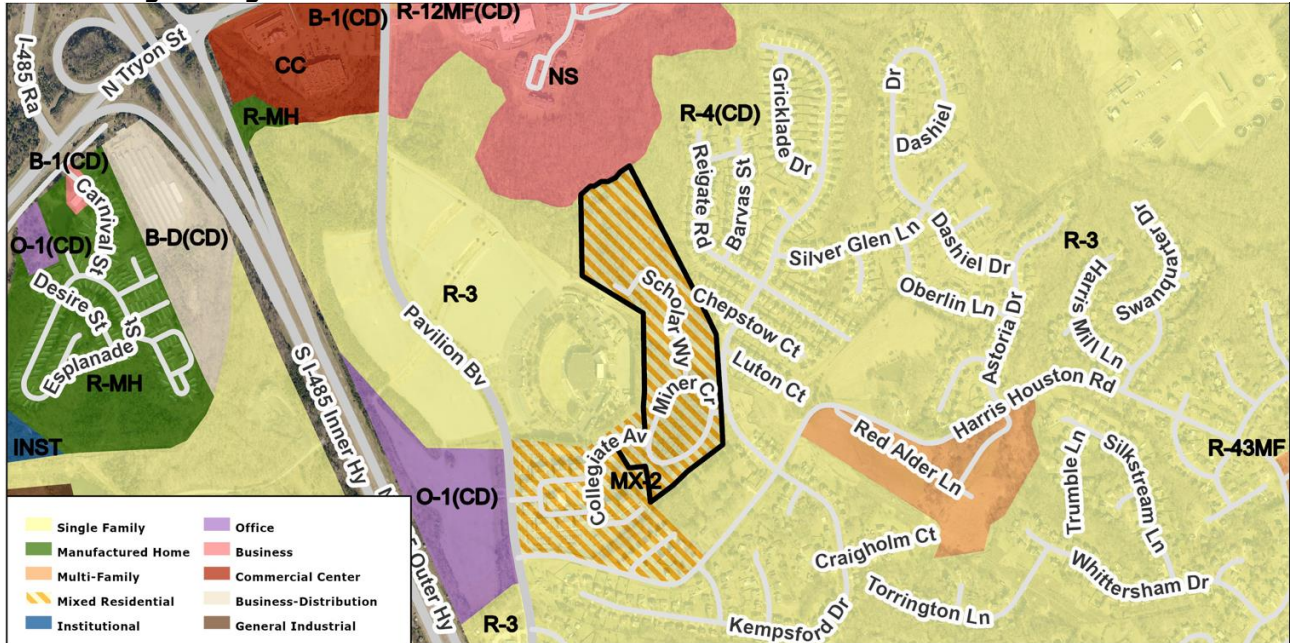 B-1(CD)
R-12MF(CD)
I-485 Ra
N Tryon St
CC
NS
R-MH
R-4(CD)
Gricklade Dr
Dr
Dashiel
Reigate Rd
Barvas St
B-1(CD)
Carnival St
O-1(CD)
B-D(CD)
Silver Glen Ln
Dashiel Dr
R-3
Swanquarter Dr
Harris Mill Ln
Desire St
Esplanade St
R-MH
R-3
Scholar Wy
Chepstow Ct
Oberlin Ln
Astoria Dr
Pavilion Bv
S I-485 Inner Hy
Luton Ct
Miner Cr
Harris Houston Rd
INST
Collegiate Av
MX-2
Red Alder Ln
Trumble Ln
Silkstream Ln
R-43MF
O-1(CD)
Outer Hy
Craigholm Ct
Torrington Ln
Whittersham Dr
Kempsford Dr
R-3
Single Family
Office
Manufactured Home
Business
Multi-Family
Commercial Center
Mixed Residential
Business-Distribution
Institutional
General Industrial